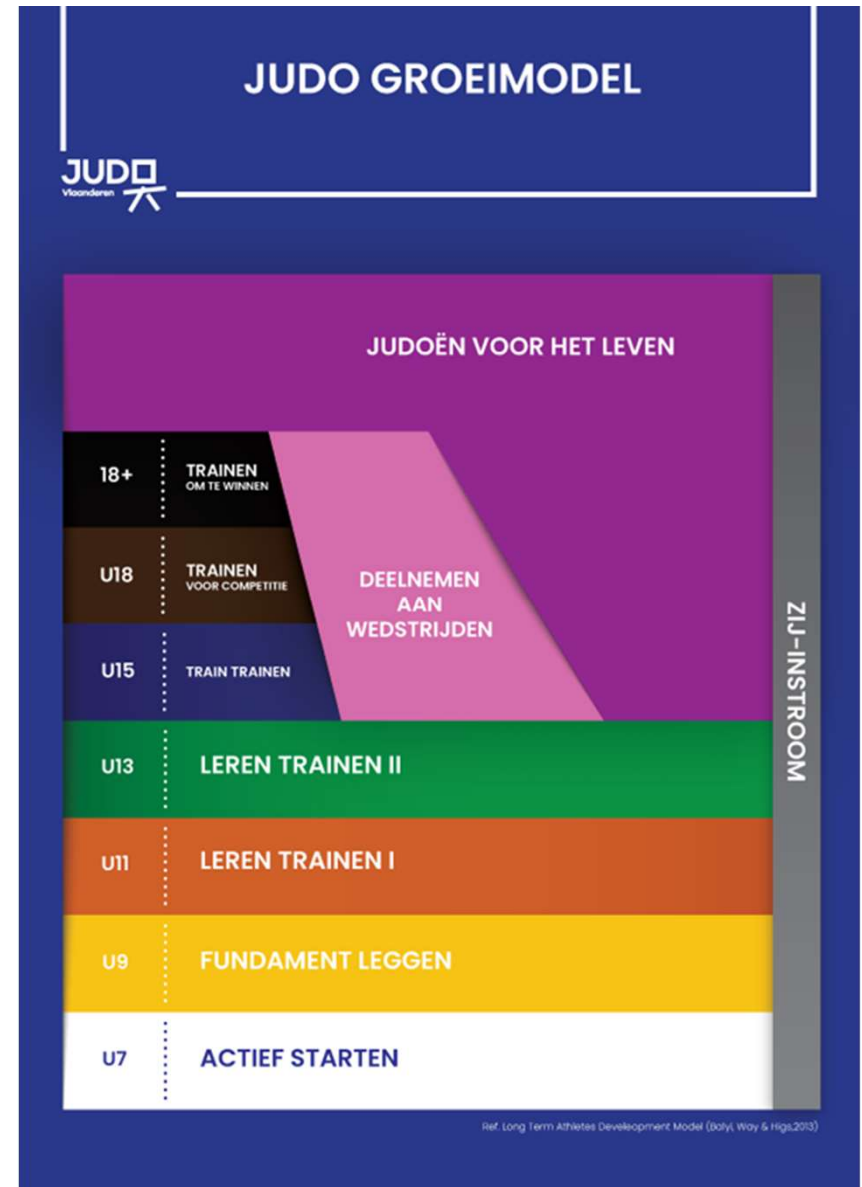 JUDO GROEIMODEL
JUDO
Vlaanderen
JUDOËN VOOR HET LEVEN
18+
TRAINEN
OM TE WINNEN
U18
TRAINEN
VOOR COMPETITIE
DEELNEMEN
AAN
WEDSTRIJDEN
U15
TRAIN TRAINEN
U13
LEREN TRAINEN II
U11
LEREN TRAINEN I
U9
FUNDAMENT LEGGEN
U7
ACTIEF STARTEN
ZIJ-INSTROOM
Ref. Long Term Athletes Develeopment Model (Balyi, Way & Higs,2013)